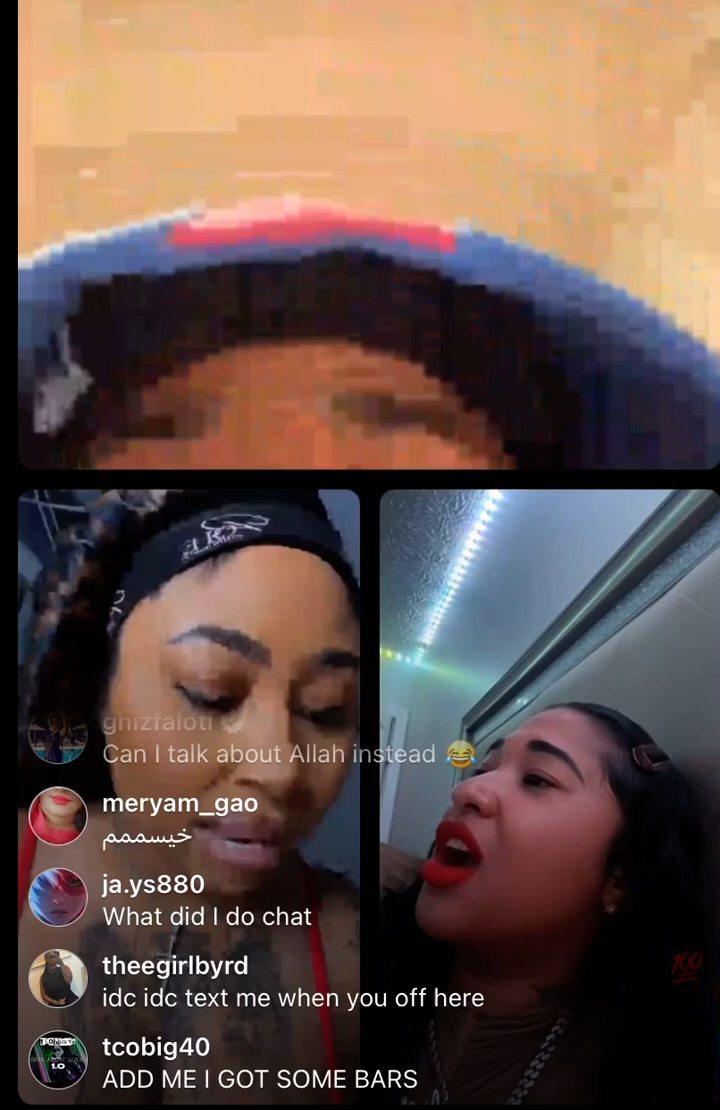 ghizfaloti
Can I talk about Allah instead 😂
meryam_gao
خيسممم
ja.ys880
What did I do chat
💯
theegirlbyrd
idc idc text me when you off here
tcobig40
ADD ME I GOT SOME BARS